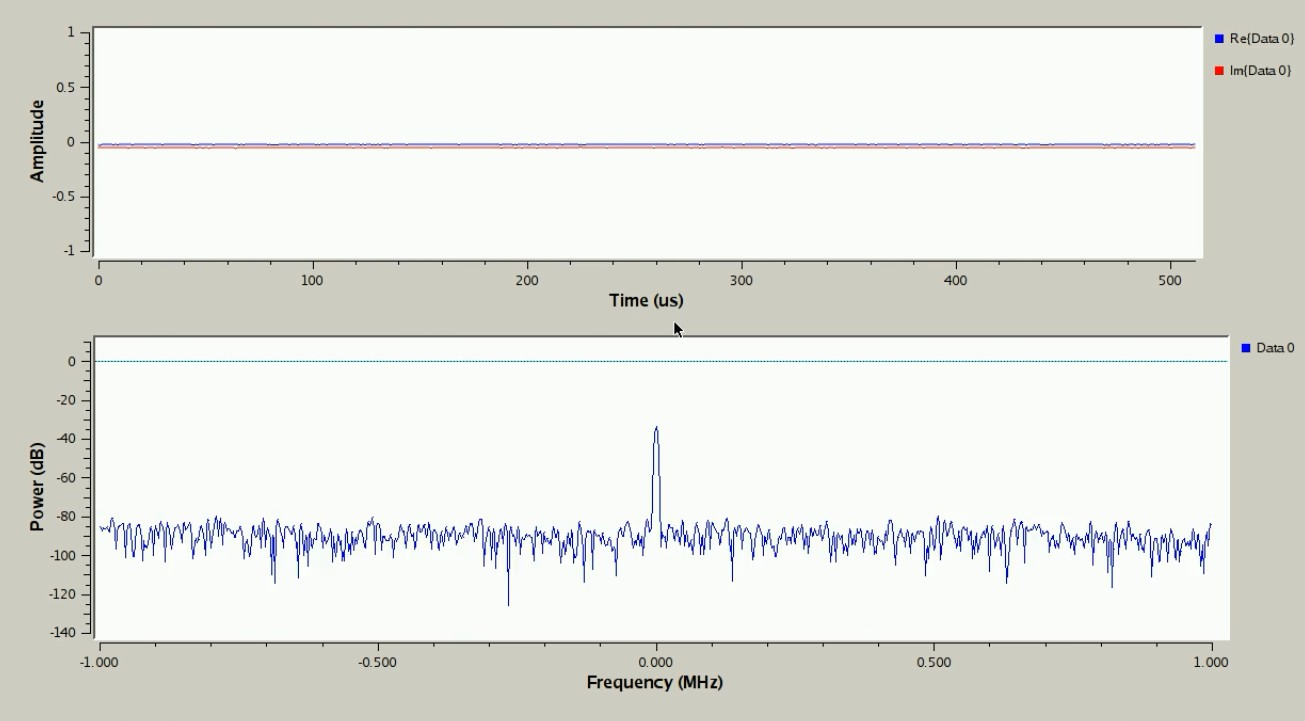 1
0.5
0
-0.5
-1
Amplitude
0 100 200 300 400 500
Time (us)
Re{Data 0}
Im{Data 0}
0
-20
-40
-60
-80
-100
-120
-140
Power (dB)
-1.000 -0.500 0.000 0.500 1.000
Frequency (MHz)
Data 0